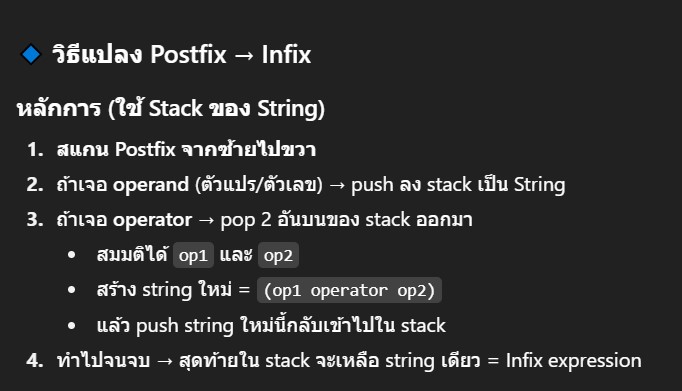 🔷 วิธีแปลง Postfix → Infix
หลักการ (ใช้ Stack ของ String)
1. สแกน Postfix จากซ้ายไปขวา
2. ถ้าเจอ operand (ตัวแปร/ตัวเลข) → push ลง stack เป็น String
3. ถ้าเจอ operator → pop 2 อันบนของ stack ออกมา
• สมมติได้ op1 และ op2
• สร้าง string ใหม่ = (op1 operator op2)
• แล้ว push string ใหม่นี้กลับเข้าไปใน stack
4. ทำไปจนจบ → สุดท้ายใน stack จะเหลือ string เดียว = Infix expression